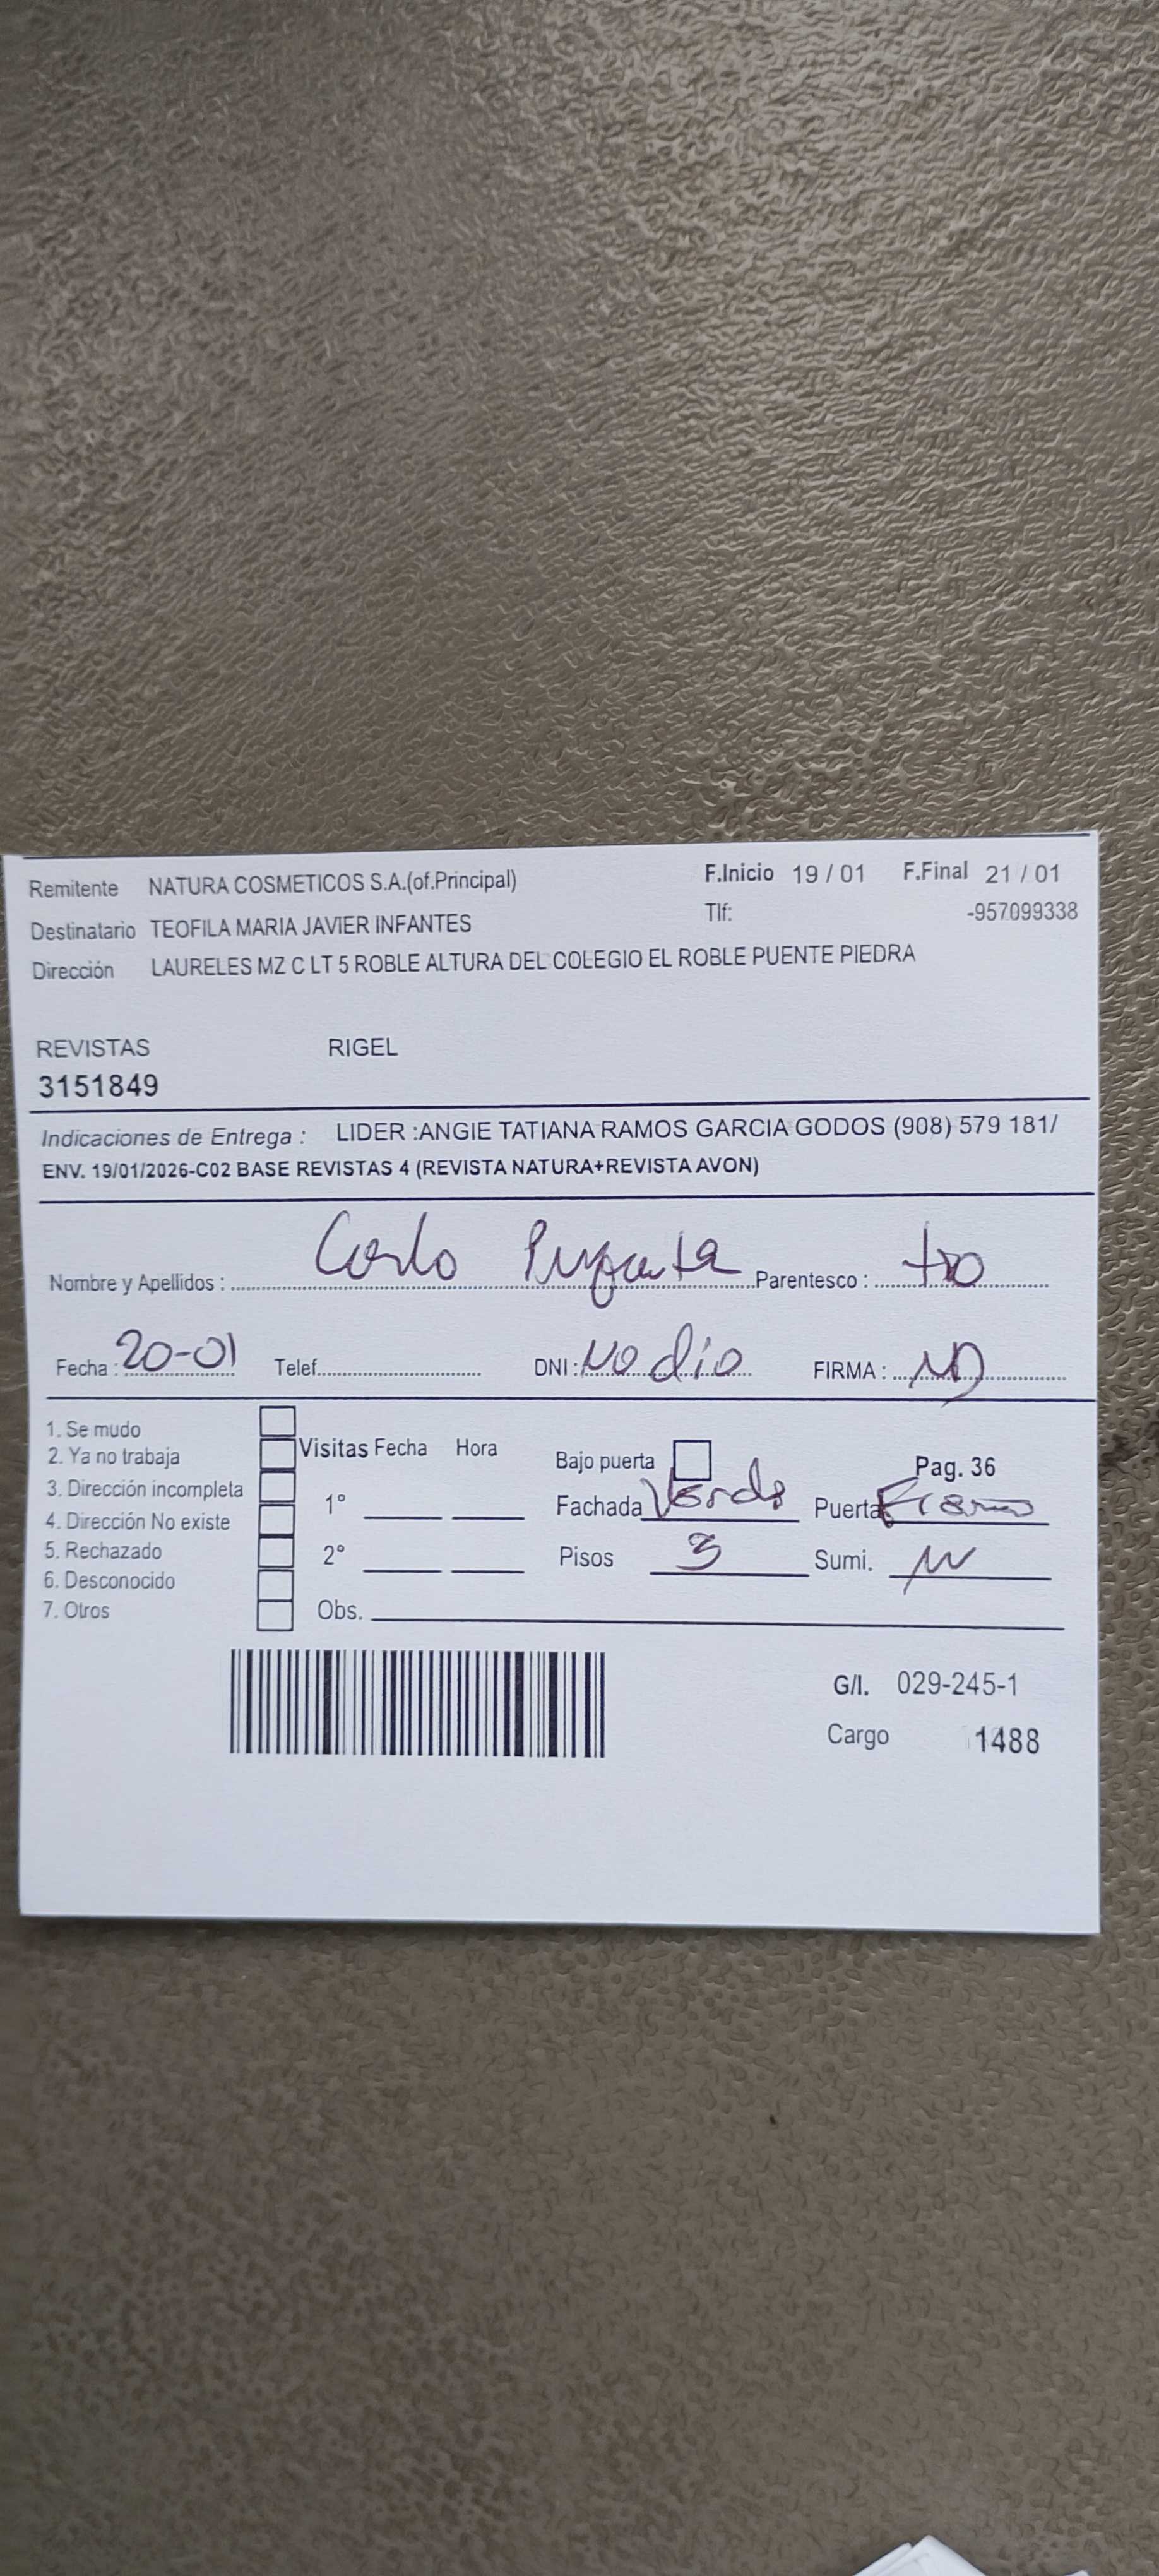 Remitente NATURA COSMETICOS S.A.(of.Principal) F.Inicio 19 / 01 F.Final 21 / 01
Destinatario TEOFILA MARIA JAVIER INFANTES Tlf: -957099338
Dirección LAURELES MZ C LT 5 ROBLE ALTURA DEL COLEGIO EL ROBLE PUENTE PIEDRA
REVISTAS RIGEL
3151849
Indicaciones de Entrega : LIDER :ANGIE TATIANA RAMOS GARCIA GODOS (908) 579 181/
ENV. 19/01/2026-C02 BASE REVISTAS 4 (REVISTA NATURA+REVISTA AVON)
Nombre y Apellidos : Carlo Parentesco : tio
Fecha : 20-01 Telef. DNI : No dio FIRMA : ND
1. Se mudo
2. Ya no trabaja Visitas Fecha Hora Bajo puerta Pag. 36
3. Dirección incompleta 1° Fachada Verde Puerta Fierro
4. Dirección No existe
5. Rechazado 2° Pisos 3 Sumi.
6. Desconocido
7. Otros Obs.
G/I. 029-245-1
Cargo 1488